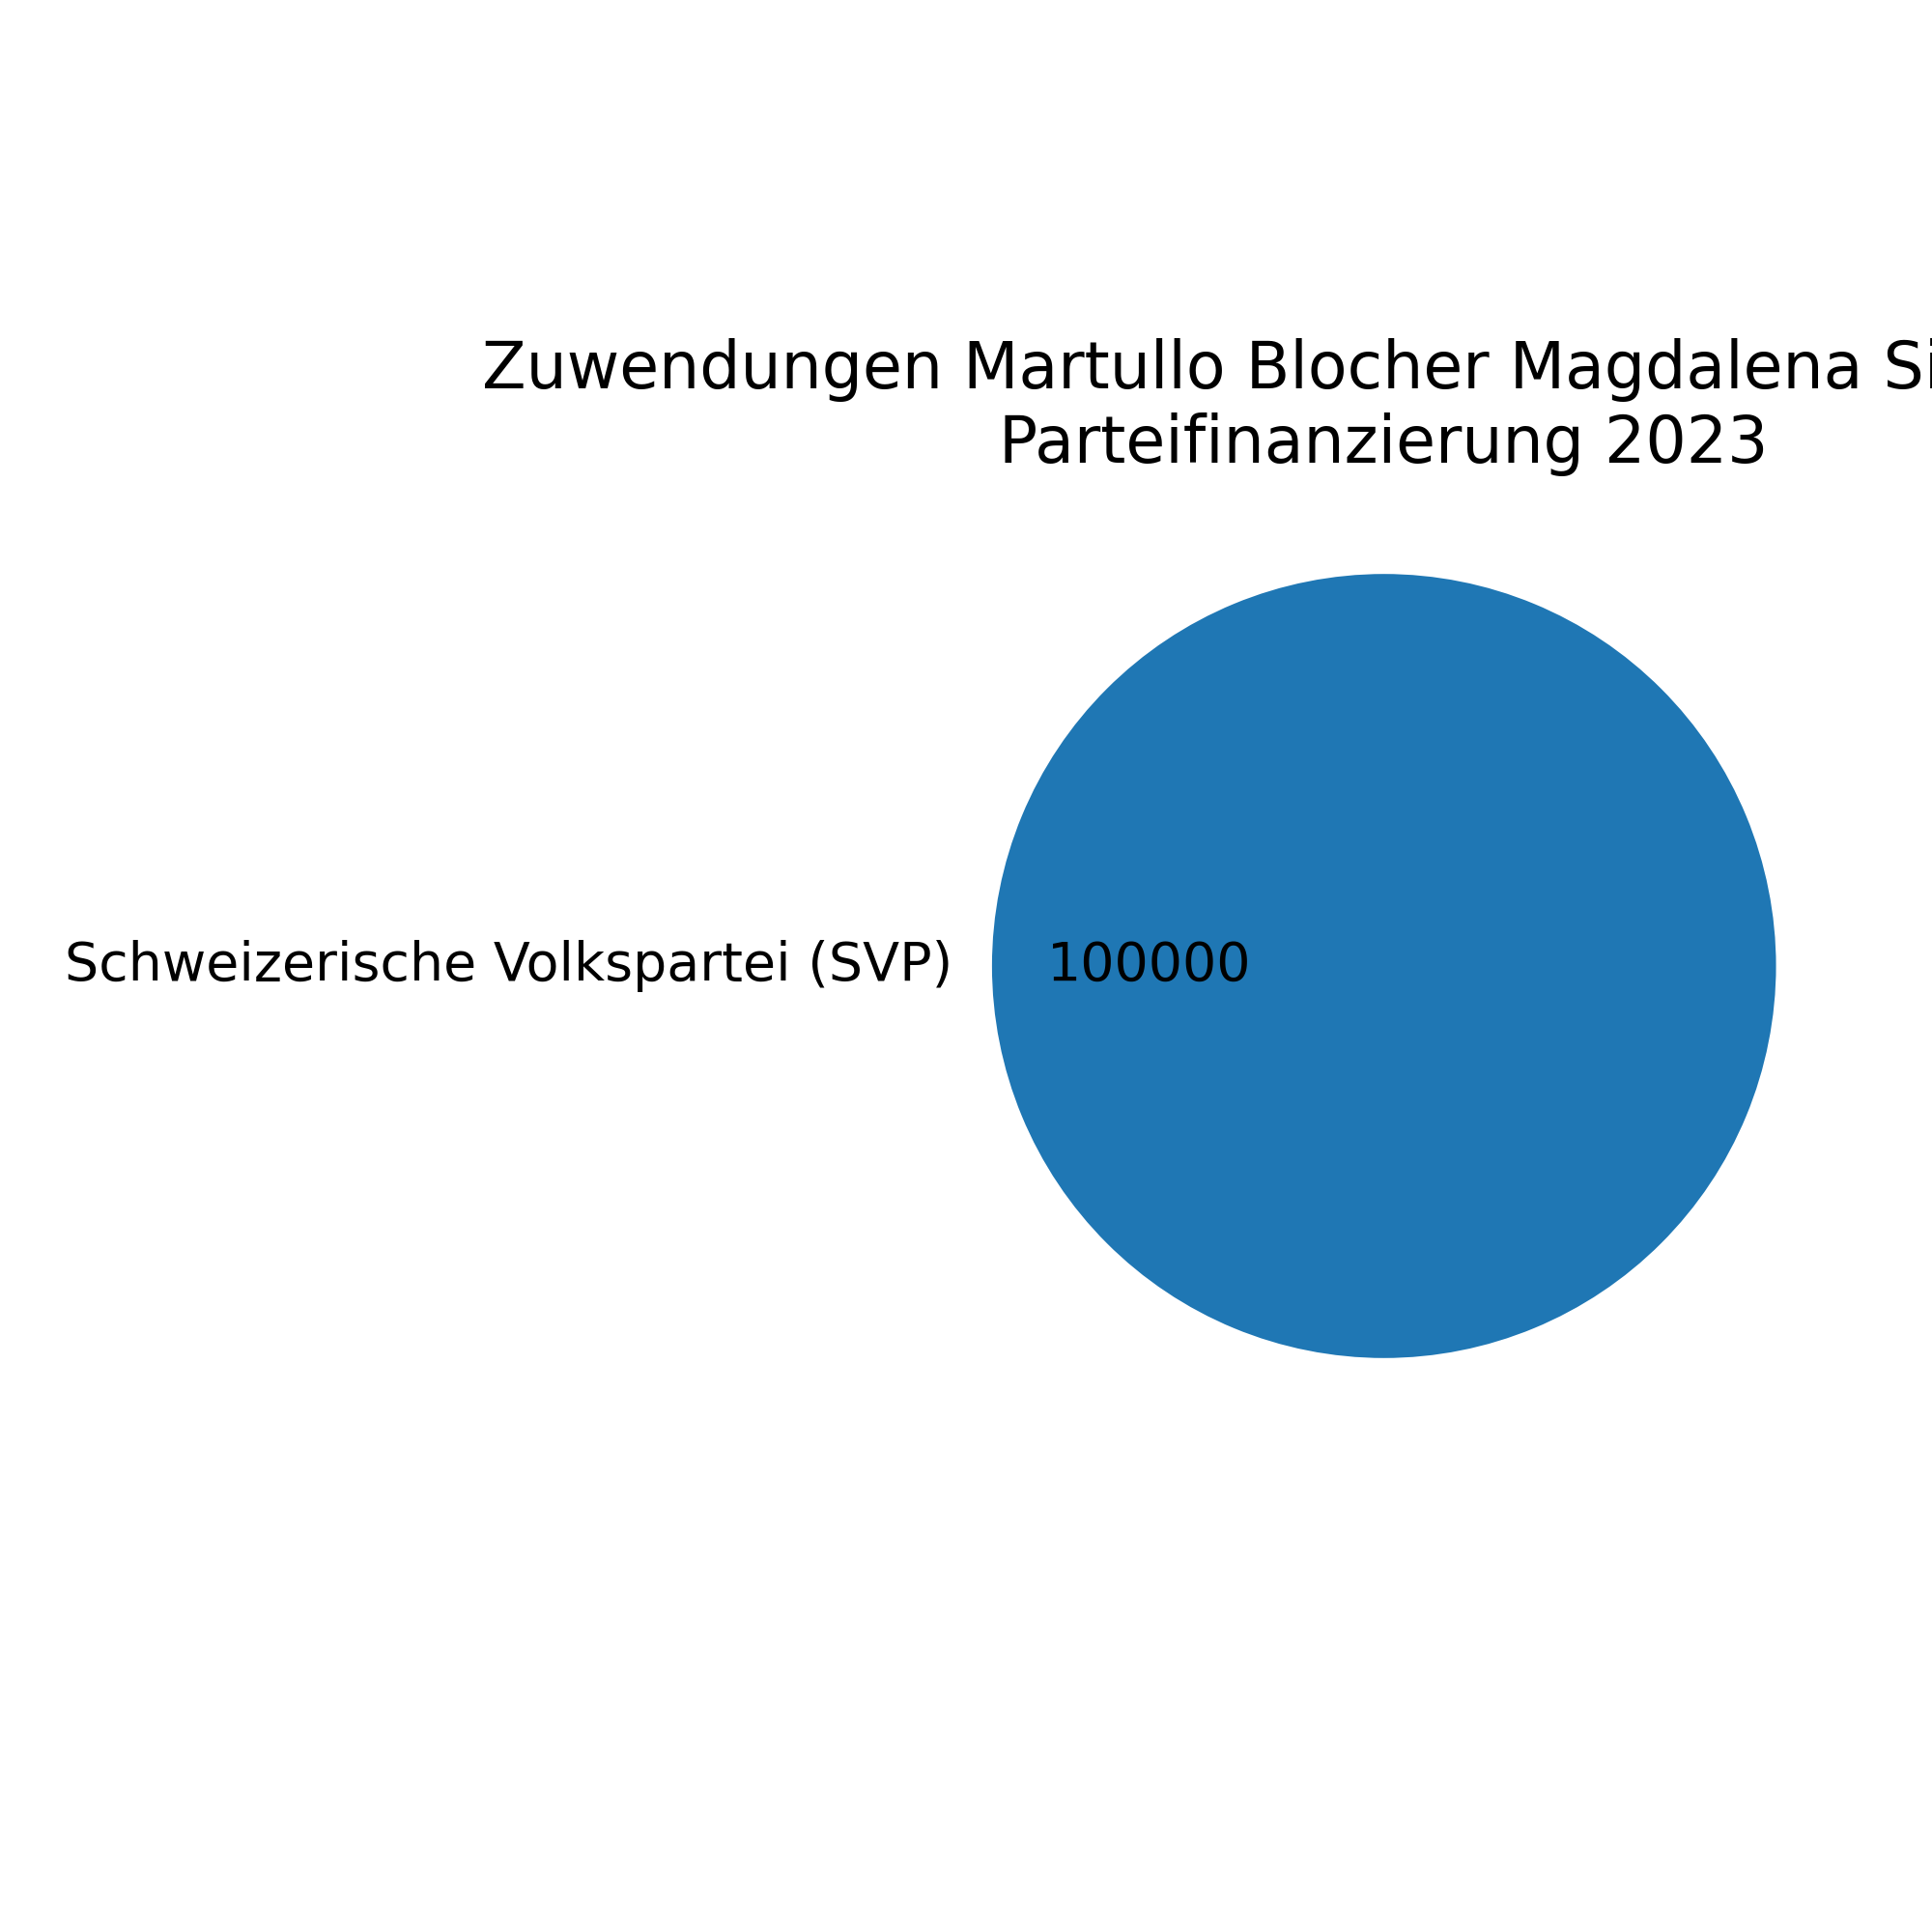 Zuwendungen Martullo Blocher Magdalena
Parteifinanzierung 2023
Schweizerische Volkspartei (SVP)
100000